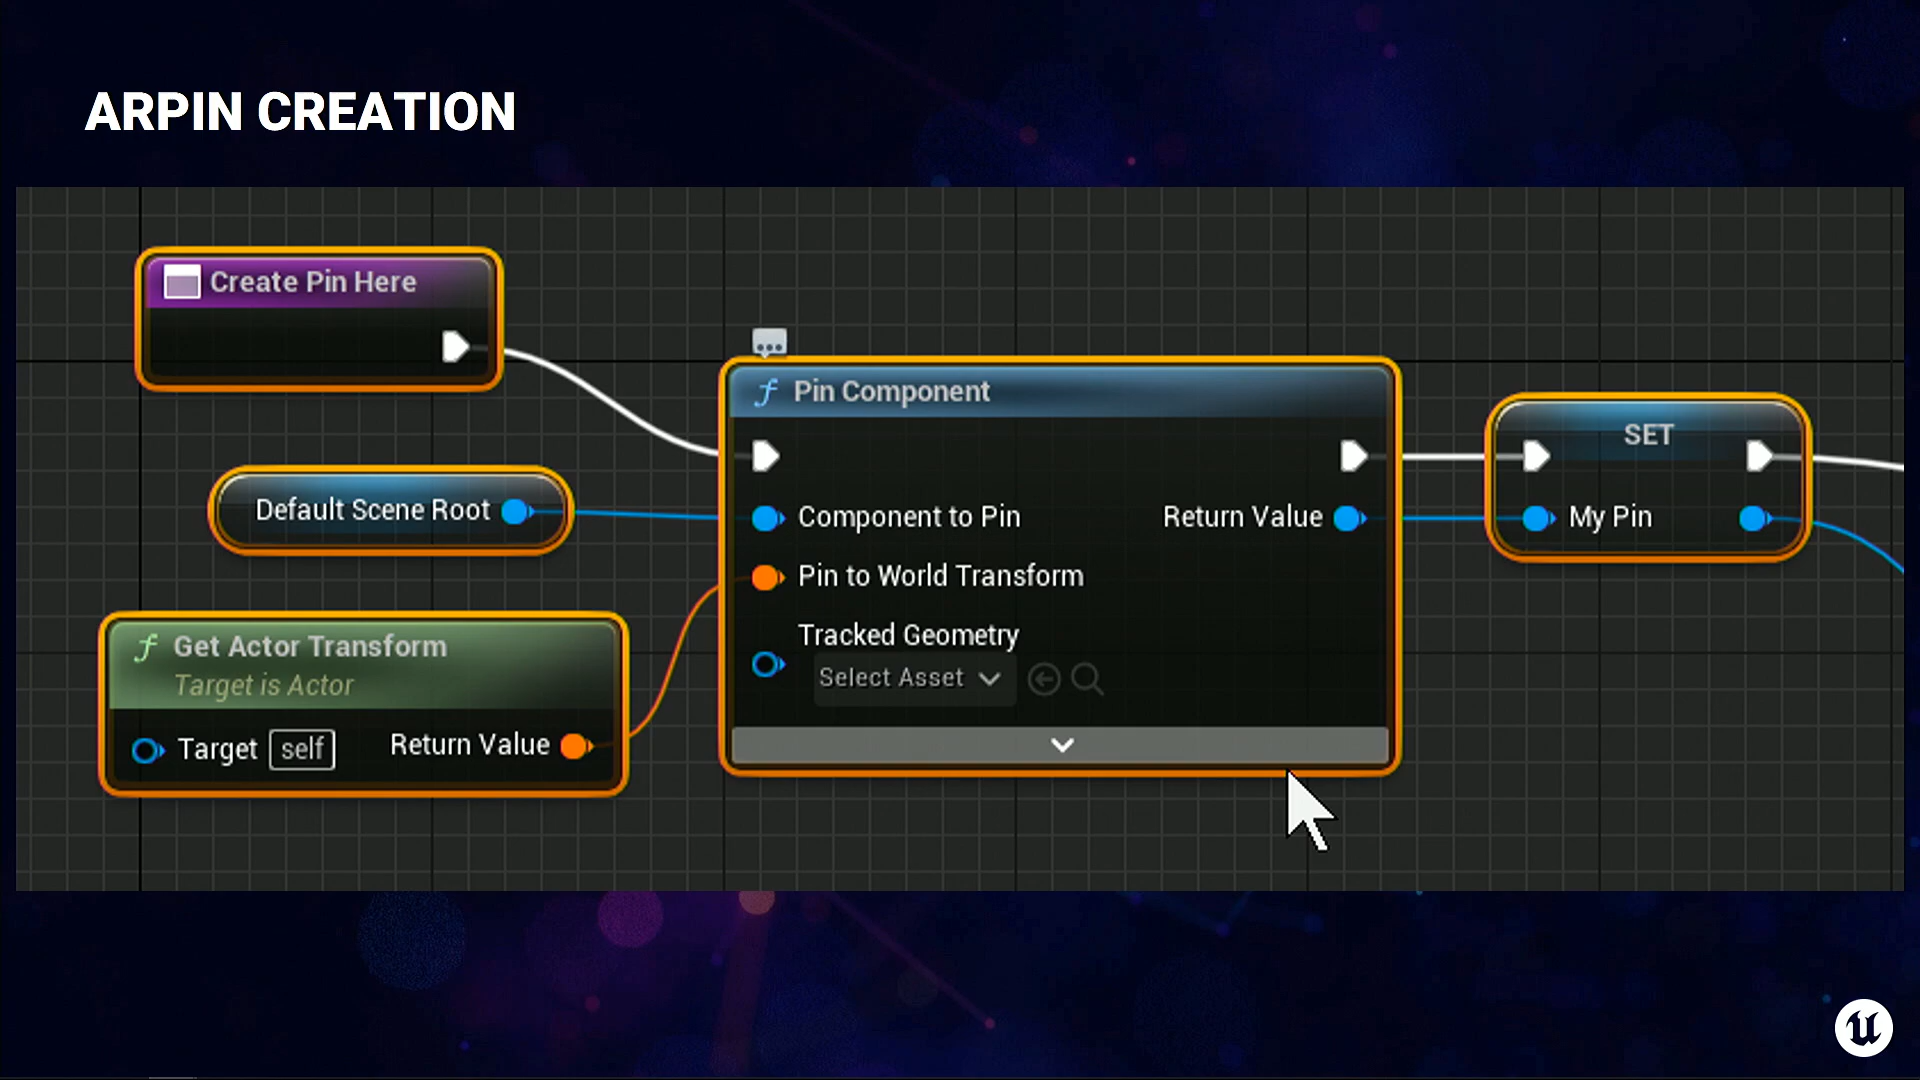 ARPIN CREATION
Create Pin Here
Pin Component
SET
Default Scene Root
Component to Pin
Return Value
My Pin
Pin to World Transform
Tracked Geometry
Select Asset
Get Actor Transform
Target is Actor
Target self
Return Value